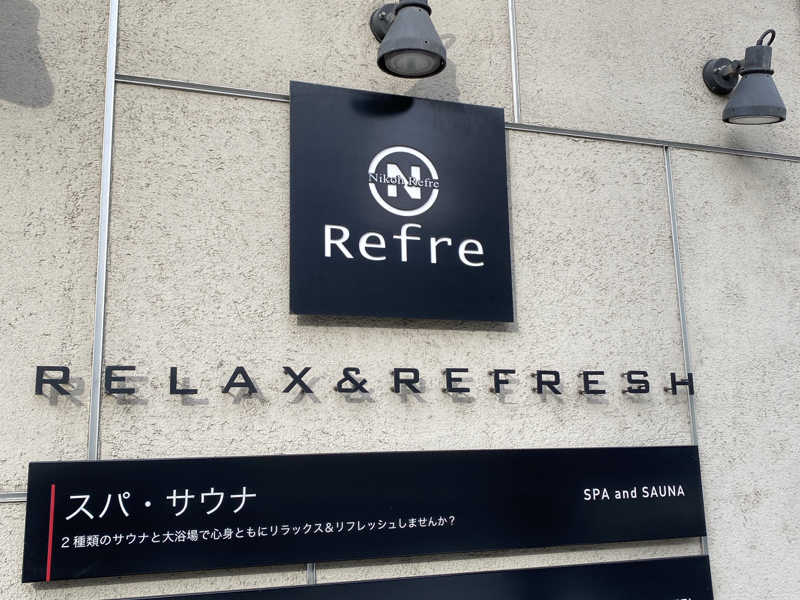 N
Nikoh Refre
Refre
RELAX&REFRESH
スパ・サウナ
SPA and SAUNA
2種類のサウナと大浴場で心身ともにリラックス&リフレッシュしませんか？